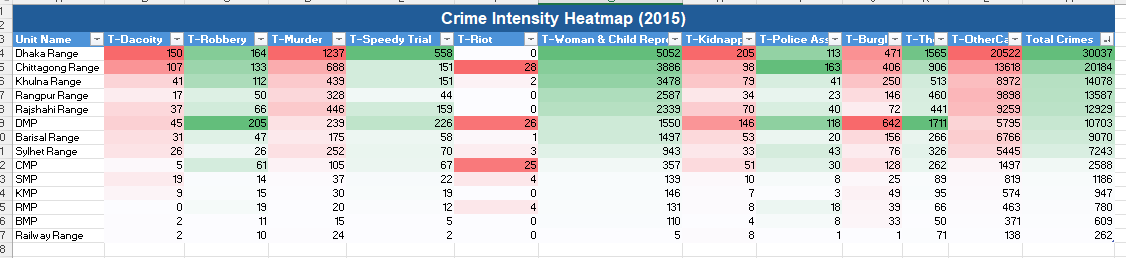 Crime Intensity Heatmap (2015)
Unit Name T-Dacoity T-Robbery T-Murder T-Speedy Trial T-Riot T-Woman & Child Repre T-Kidnapp T-Police Ass T-Burgl T-The T-OtherCa Total Crimes
Dhaka Range 150 164 1237 558 0 5052 205 113 471 1565 20522 30037
Chittagong Range 107 133 688 151 28 3886 98 163 406 906 13618 20184
Khulna Range 41 112 439 151 2 3478 79 41 250 513 8972 14078
Rangpur Range 17 50 328 44 0 2587 34 23 146 460 9898 13587
Rajshahi Range 37 66 446 159 0 2339 70 40 72 441 9259 12929
DMP 45 205 239 226 26 1550 146 118 642 1711 5795 10703
Barisal Range 31 47 175 58 1 1497 53 20 156 266 6766 9070
Sylhet Range 26 26 252 70 3 943 33 43 76 326 5445 7243
CMP 5 61 105 67 25 357 51 30 128 262 1497 2588
SMP 19 14 37 22 4 139 10 8 25 89 819 1186
KMP 9 15 30 19 0 146 7 3 49 95 574 947
RMP 0 19 20 12 4 131 8 18 39 66 463 780
BMP 2 11 15 5 0 110 4 8 33 50 371 609
Railway Range 2 10 24 2 0 5 8 1 1 71 138 262